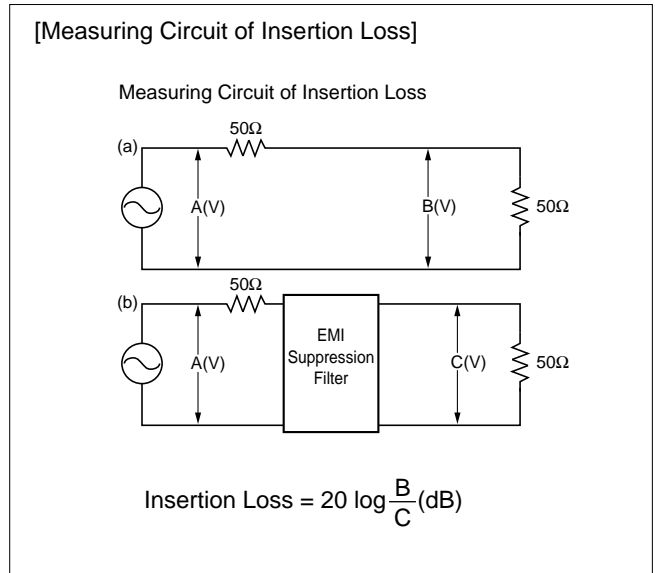 [Measuring Circuit of Insertion Loss]
Measuring Circuit of Insertion Loss
(a)
50Ω
A(V)
B(V)
50Ω
(b)
50Ω
A(V)
EMI
Suppression
Filter
C(V)
50Ω
Insertion Loss = 20 log B/C (dB)